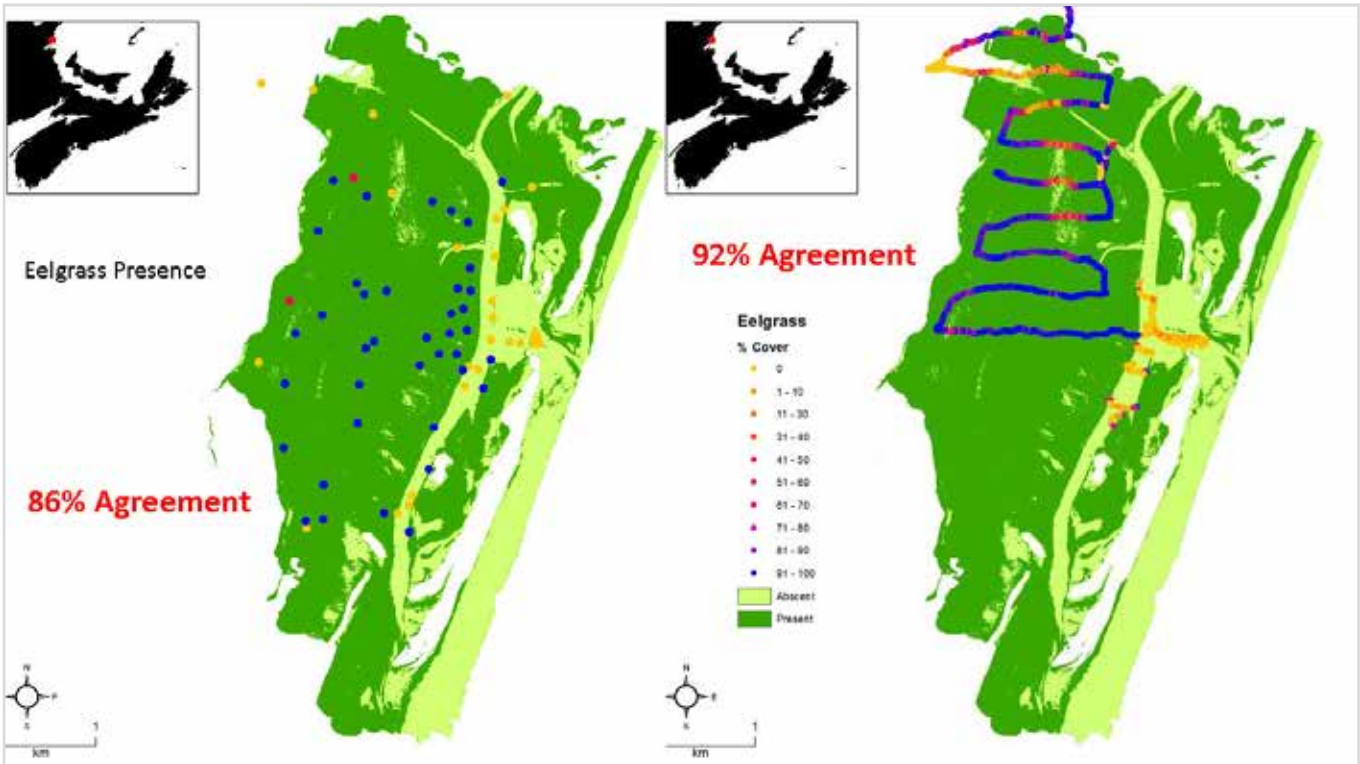 Eelgrass Presence
86% Agreement
N
S
1
km
92% Agreement
Eelgrass
% Cover
0
1 - 10
11 - 30
31 - 40
41 - 50
51 - 60
61 - 70
71 - 80
81 - 90
91 - 100
Abscent
Present
N
E
S
1
km